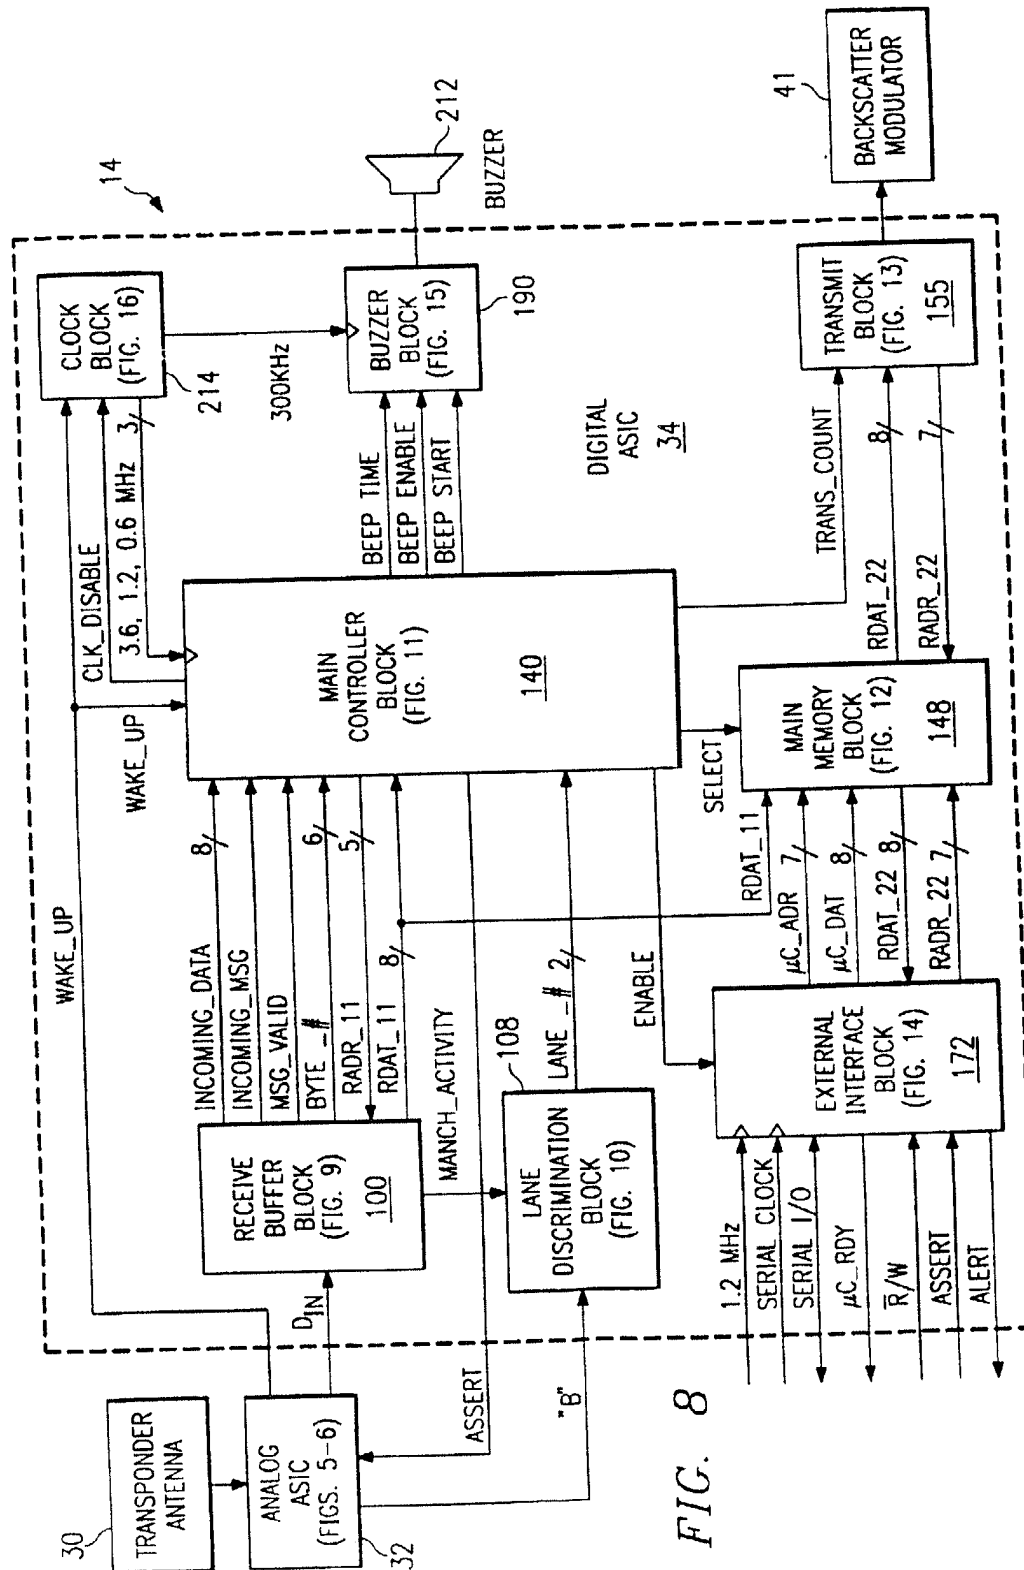 14
30
TRANSPONDER
ANTENNA
ANALOG
ASIC
(FIGS. 5-6)
32
WAKE_UP
WAKE_UP
CLK_DISABLE
3.6, 1.2, 0.6 MHz
3
CLOCK
BLOCK
(FIG. 16)
214
300KHz
DIN
RECEIVE
BUFFER
BLOCK
(FIG. 9)
100
INCOMING_DATA
8
INCOMING_MSG
MSG_VALID
BYTE_#
6
RADR_11
5
RDAT_11
8
MANCH_ACTIVITY
MAIN
CONTROLLER
BLOCK
(FIG. 11)
140
BEEP TIME
BEEP ENABLE
BEEP START
BUZZER
BLOCK
(FIG. 15)
190
212
BUZZER
ASSERT
"B"
108
LANE
DISCRIMINATION
BLOCK
(FIG. 10)
LANE_#
2
ENABLE
SELECT
RDAT_11
DIGITAL
ASIC
34
TRANS_COUNT
1.2 MHz
SERIAL CLOCK
SERIAL I/O
µC_RDY
R̅/W
ASSERT
ALERT
EXTERNAL
INTERFACE
BLOCK
(FIG. 14)
172
µC_ADR
7
µC_DAT
8
RDAT_22
8
RADR_22
7
MAIN
MEMORY
BLOCK
(FIG. 12)
148
RDAT_22
8
RADR_22
7
TRANSMIT
BLOCK
(FIG. 13)
155
41
BACKSCATTER
MODULATOR
FIG. 8